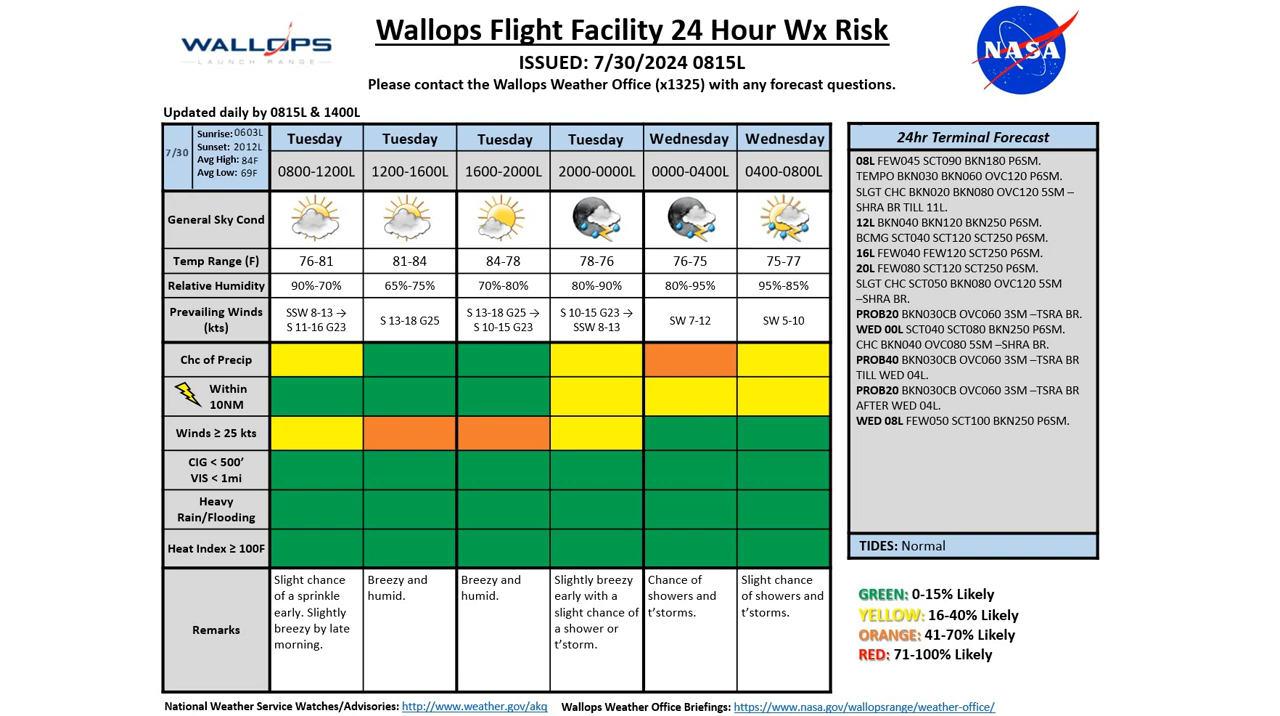 WALLOPS
LAUNCH RANGE
Wallops Flight Facility 24 Hour Wx Risk
ISSUED: 7/30/2024 0815L
Please contact the Wallops Weather Office (x1325) with any forecast questions.
NASA
Updated daily by 0815L & 1400L
7/30
Sunrise: 0603L
Sunset: 2012L
Avg High: 84F
Avg Low: 69F
Tuesday Tuesday Tuesday Tuesday Wednesday Wednesday
0800-1200L 1200-1600L 1600-2000L 2000-0000L 0000-0400L 0400-0800L
General Sky Cond
Temp Range (F) 76-81 81-84 84-78 78-76 76-75 75-77
Relative Humidity 90%-70% 65%-75% 70%-80% 80%-90% 80%-95% 95%-85%
Prevailing Winds
(kts)
SSW 8-13 →
S 11-16 G23
S 13-18 G25
S 13-18 G25 →
S 10-15 G23
S 10-15 G23 →
SSW 8-13
SW 7-12
SW 5-10
Chc of Precip
Within
10NM
Winds ≥ 25 kts
CIG < 500’
VIS < 1mi
Heavy
Rain/Flooding
Heat Index ≥ 100F
Remarks
Slight chance
of a sprinkle
early. Slightly
breezy by late
morning.
Breezy and
humid.
Breezy and
humid.
Slightly breezy
early with a
slight chance of
a shower or
t’storm.
Chance of
showers and
t’storms.
Slight chance
of showers and
t’storms.
24hr Terminal Forecast
08L FEW045 SCT090 BKN180 P6SM.
TEMPO BKN030 BKN060 OVC120 P6SM.
SLGT CHC BKN020 BKN080 OVC120 5SM –
SHRA BR TILL 11L.
12L BKN040 BKN120 BKN250 P6SM.
BCMG SCT040 SCT120 SCT250 P6SM.
16L FEW040 FEW120 SCT250 P6SM.
20L FEW080 SCT120 SCT250 P6SM.
SLGT CHC SCT050 BKN080 OVC120 5SM
–SHRA BR.
PROB20 BKN030CB OVC060 3SM –TSRA BR.
WED 00L SCT040 SCT080 BKN250 P6SM.
CHC BKN040 OVC080 5SM –SHRA BR.
PROB40 BKN030CB OVC060 3SM –TSRA BR
TILL WED 04L.
PROB20 BKN030CB OVC060 3SM –TSRA BR
AFTER WED 04L.
WED 08L FEW050 SCT100 BKN250 P6SM.
TIDES: Normal
GREEN: 0-15% Likely
YELLOW: 16-40% Likely
ORANGE: 41-70% Likely
RED: 71-100% Likely
National Weather Service Watches/Advisories: http://www.weather.gov/akq Wallops Weather Office Briefings: https://www.nasa.gov/wallopsrange/weather-office/